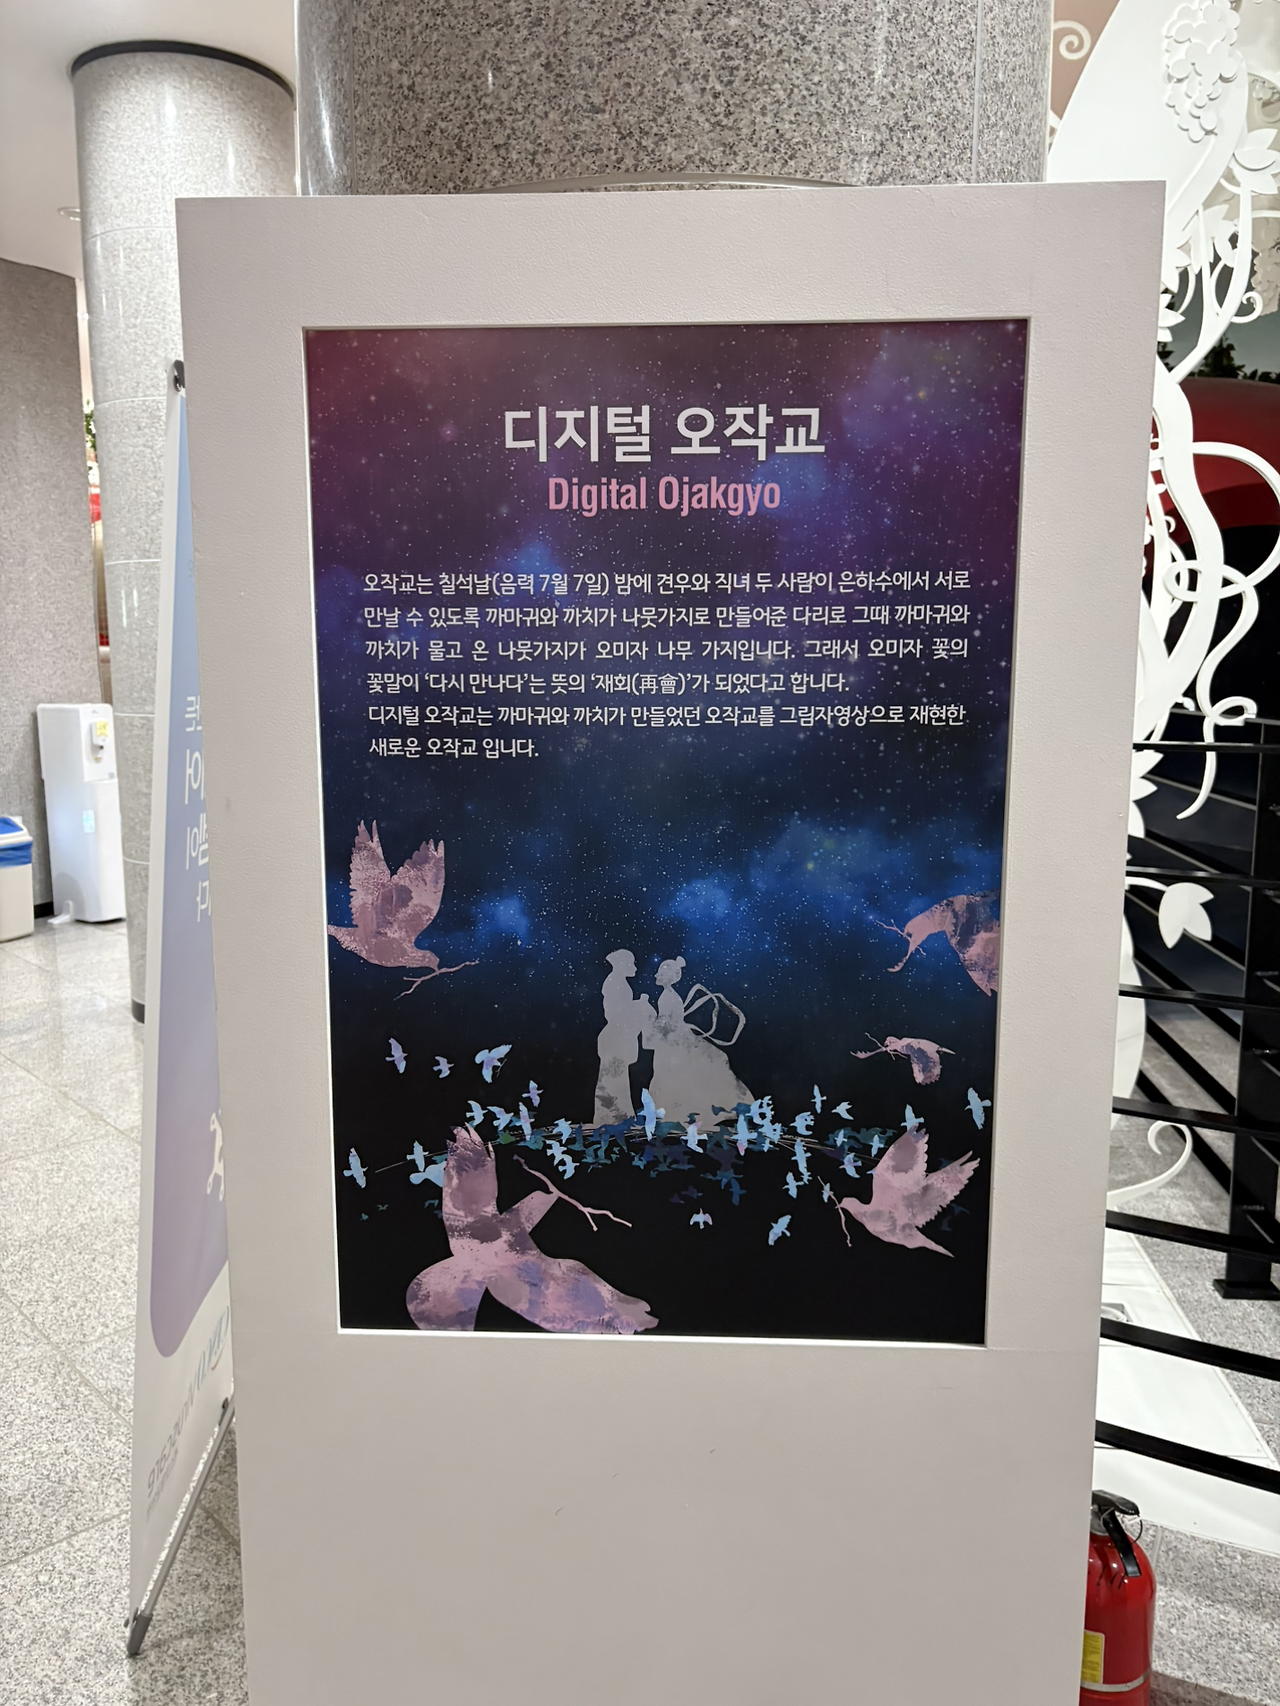 디지털 오작교
Digital Ojakgyo
오작교는 칠석날(음력 7월 7일) 밤에 견우와 직녀 두 사람이 은하수에서 서로
만날 수 있도록 까마귀와 까치가 나뭇가지로 만들어준 다리로 그때 까마귀와
까치가 물고 온 나뭇가지가 오미자 나무 가지입니다. 그래서 오미자 꽃의
꽃말이 ‘다시 만나다’는 뜻의 ‘재회(再會)’가 되었다고 합니다.
디지털 오작교는 까마귀와 까치가 만들었던 오작교를 그림자영상으로 재현한
새로운 오작교 입니다.